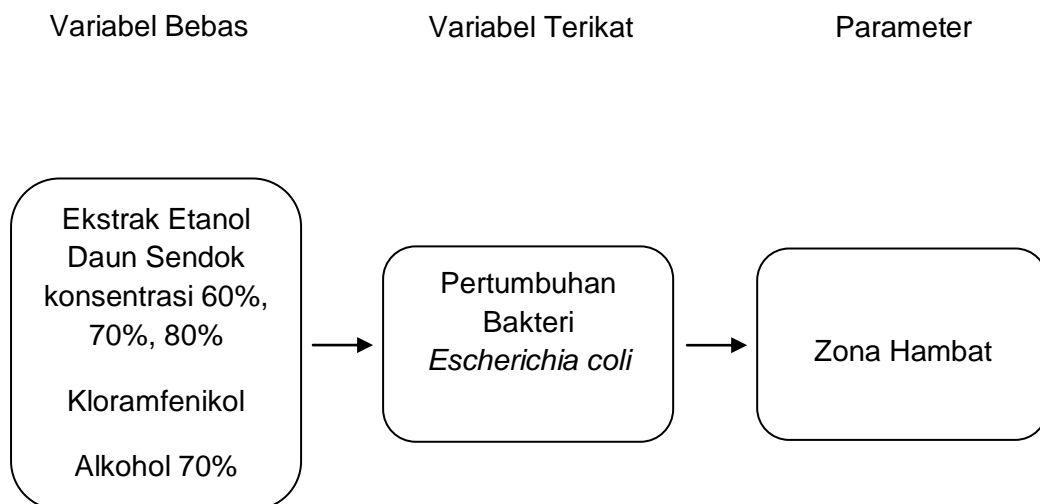 Variabel Bebas
Variabel Terikat
Parameter
Ekstrak Etanol
Daun Sendok
konsentrasi 60%,
70%, 80%
Kloramfenikol
Alkohol 70%
Pertumbuhan
Bakteri
Escherichia coli
Zona Hambat